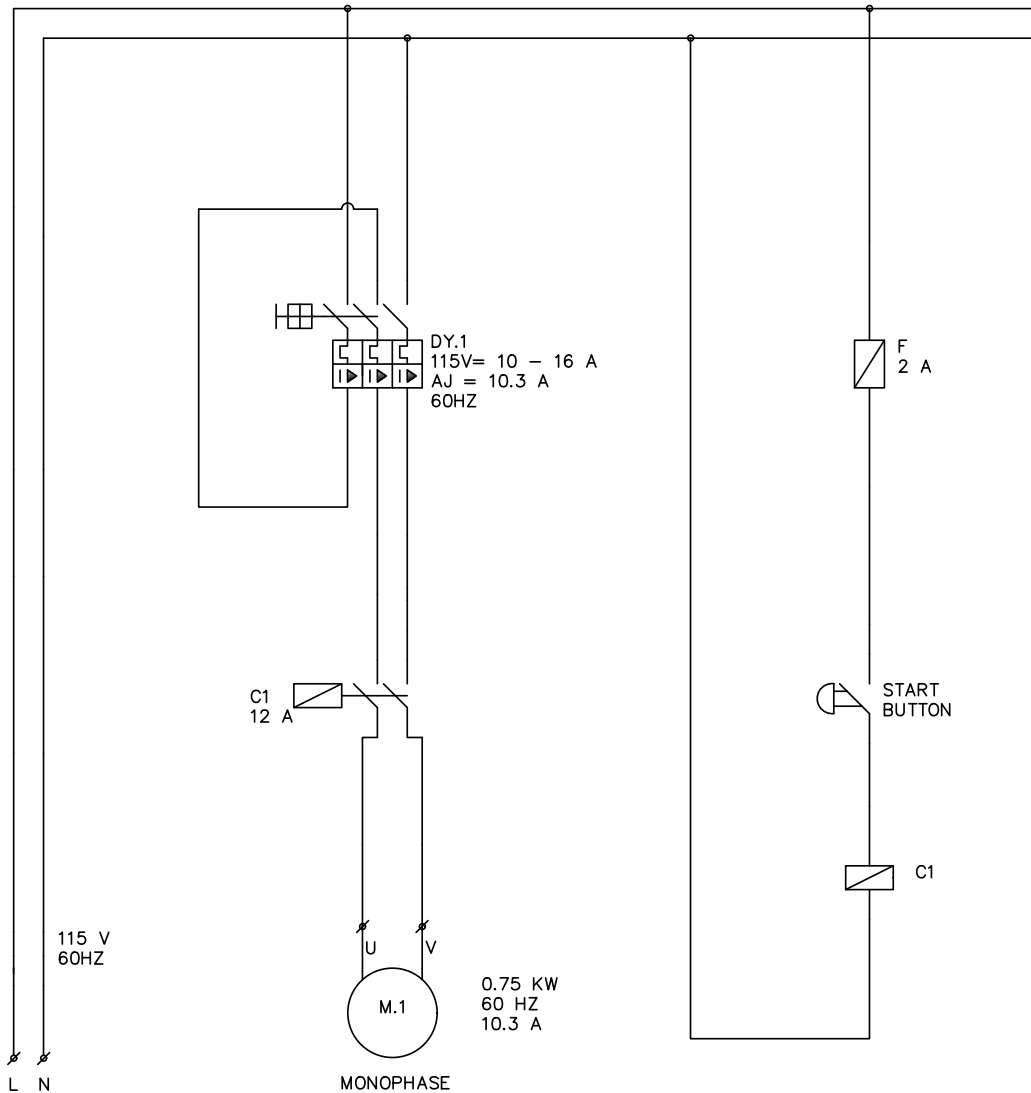 DY.1
115V= 10 – 16 A
AJ = 10.3 A
60HZ
F
2 A
C1
12 A
START
BUTTON
C1
115 V
60HZ
U
V
M.1
0.75 KW
60 HZ
10.3 A
L
N
MONOPHASE